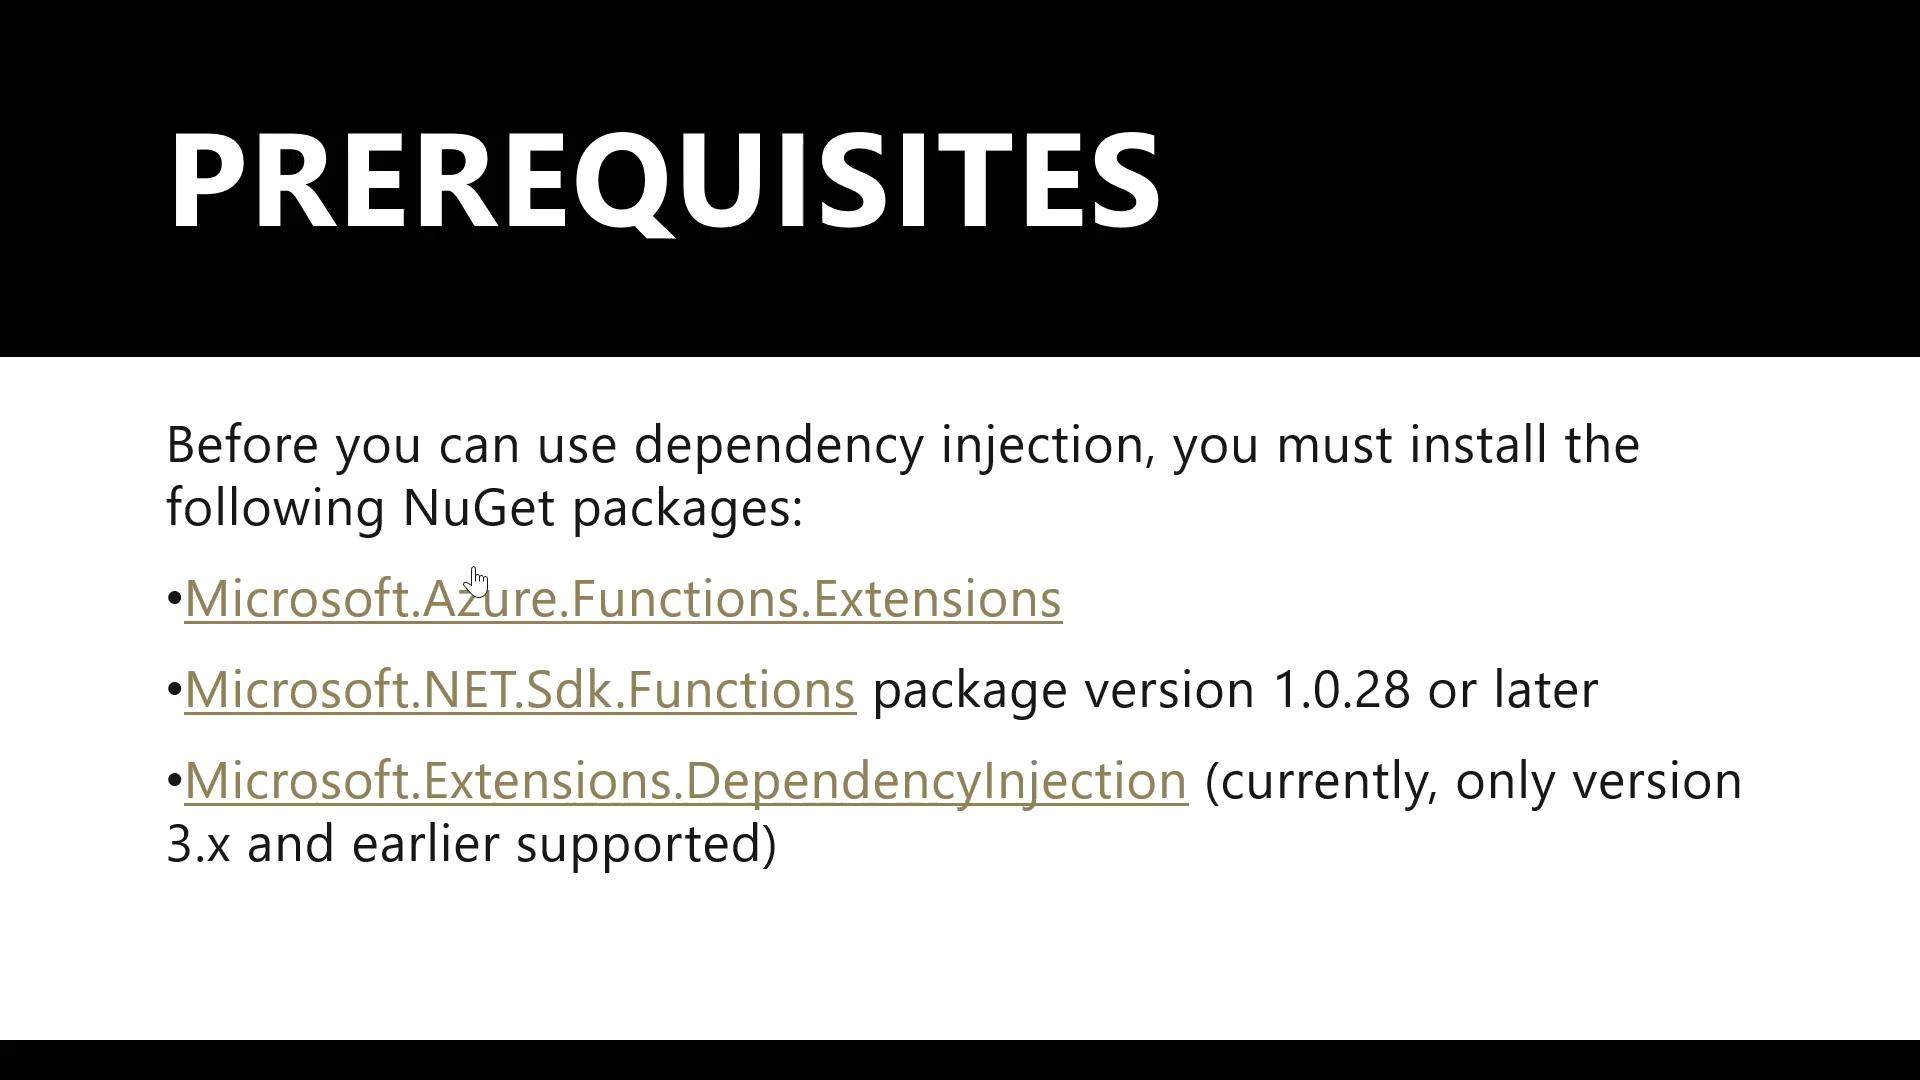 PREREQUISITES
Before you can use dependency injection, you must install the
following NuGet packages:
•Microsoft.Azure.Functions.Extensions
•Microsoft.NET.Sdk.Functions package version 1.0.28 or later
•Microsoft.Extensions.DependencyInjection (currently, only version
3.x and earlier supported)